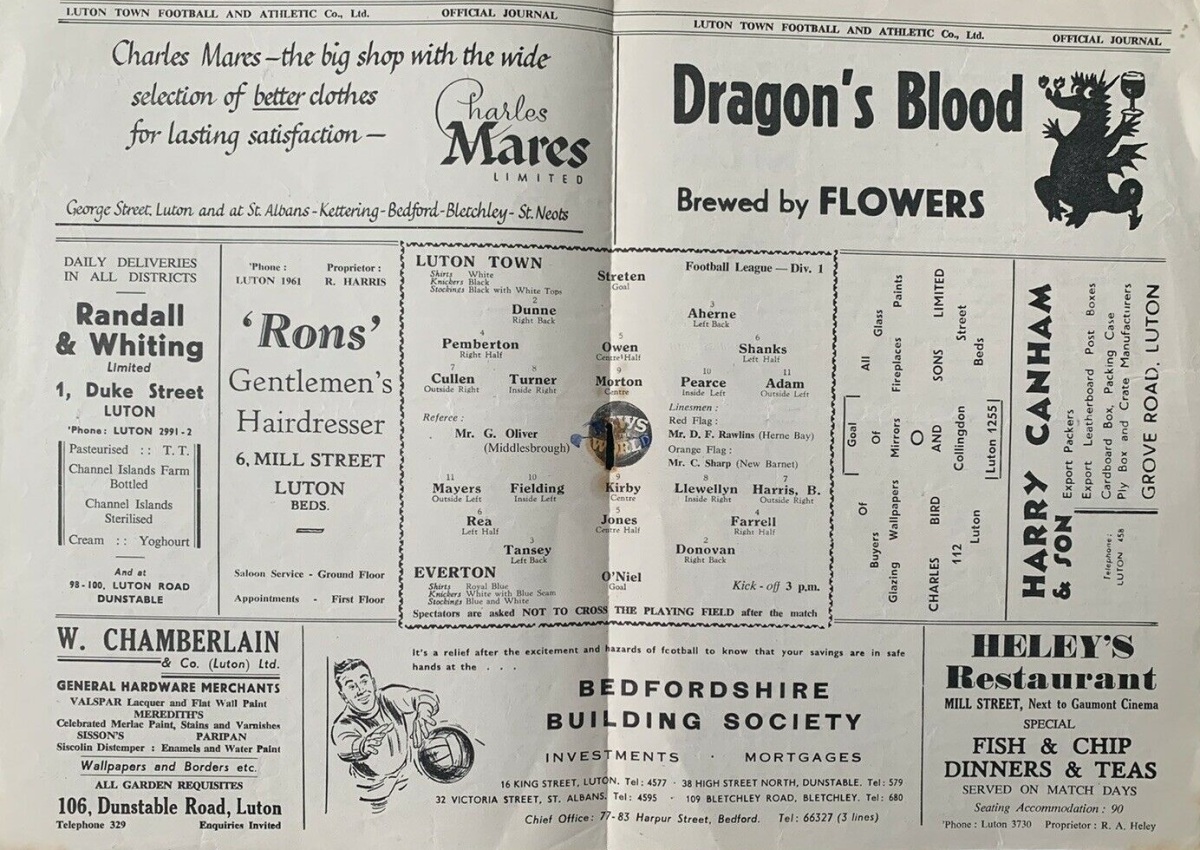 LUTON TOWN FOOTBALL AND ATHLETIC Co., Ltd. OFFICIAL JOURNAL
Charles Mares—the big shop with the wide
selection of better clothes
for lasting satisfaction—
Charles
Mares
LIMITED
George Street, Luton and at St. Albans - Kettering - Bedford - Bletchley - St. Neots
LUTON TOWN FOOTBALL AND ATHLETIC Co., Ltd. OFFICIAL JOURNAL
Dragon's Blood
Brewed by FLOWERS
DAILY DELIVERIES
IN ALL DISTRICTS
Randall
& Whiting
Limited
1, Duke Street
LUTON
'Phone: LUTON 2991-2
Pasteurised :: T. T.
Channel Islands Farm
Bottled
Channel Islands
Sterilised
Cream :: Yoghourt
And at
98-100, LUTON ROAD
DUNSTABLE
'Phone : Proprietor :
LUTON 1961 R. HARRIS
'Rons'
Gentlemen's
Hairdresser
6, MILL STREET
LUTON
BEDS.
Saloon Service - Ground Floor
Appointments - First Floor
LUTON TOWN
Shirts White
Knickers Black
Stockings Black with White Tops
Streten
Goal
Football League — Div. 1
2
Dunne
Right Back
3
Aherne
Left Back
4
Pemberton
Right Half
5
Owen
Centre Half
6
Shanks
Left Half
7
Cullen
Outside Right
8
Turner
Inside Right
9
Morton
Centre
10
Pearce
Inside Left
11
Adam
Outside Left
Referee :
Mr. G. Oliver
(Middlesbrough)
WORLD
Linesmen :
Red Flag :
Mr. D. F. Rawlins (Herne Bay)
Orange Flag :
Mr. C. Sharp (New Barnet)
11
Mayers
Outside Left
10
Fielding
Inside Left
9
Kirby
Centre
8
Llewellyn
Inside Right
7
Harris, B.
Outside Right
6
Rea
Left Half
5
Jones
Centre Half
4
Farrell
Right Half
3
Tansey
Left Back
2
Donovan
Right Back
EVERTON
Shirts Royal Blue
Knickers White with Blue Seam
Stockings Blue and White
O'Niel
Goal
Kick-off 3 p.m.
Spectators are asked NOT TO CROSS THE PLAYING FIELD after the match
Goal
Buyers Of All Glass
Glazing Wallpapers Of Mirrors Fireplaces Paints
O
CHARLES BIRD AND SONS LIMITED
112 Collingdon Street
Luton Beds
Luton 1255
HARRY CANHAM
& SON
Export Packers
Export Leatherboard Post Boxes
Cardboard Box, Packing Case
Ply Box and Crate Manufacturers
Telephone:
LUTON 458
GROVE ROAD, LUTON
W. CHAMBERLAIN
& Co. (Luton) Ltd.
GENERAL HARDWARE MERCHANTS
VALSPAR Lacquer and Flat Wall Paint
MEREDITH'S
Celebrated Merlac Paint, Stains and Varnishes
SISSON'S PARIPAN
Siscolin Distemper : Enamels and Water Paint
Wallpapers and Borders etc.
ALL GARDEN REQUISITES
106, Dunstable Road, Luton
Telephone 329 Enquiries Invited
It's a relief after the excitement and hazards of football to know that your savings are in safe
hands at the . . .
BEDFORDSHIRE
BUILDING SOCIETY
INVESTMENTS · MORTGAGES
16 KING STREET, LUTON. Tel: 4577 · 38 HIGH STREET NORTH, DUNSTABLE. Tel: 579
32 VICTORIA STREET, ST. ALBANS. Tel: 4595 · 109 BLETCHLEY ROAD, BLETCHLEY. Tel: 680
Chief Office: 77-83 Harpur Street, Bedford. Tel: 66327 (3 lines)
HELEY'S
Restaurant
MILL STREET, Next to Gaumont Cinema
SPECIAL
FISH & CHIP
DINNERS & TEAS
SERVED ON MATCH DAYS
Seating Accommodation : 90
'Phone : Luton 3730 Proprietor : R. A. Heley